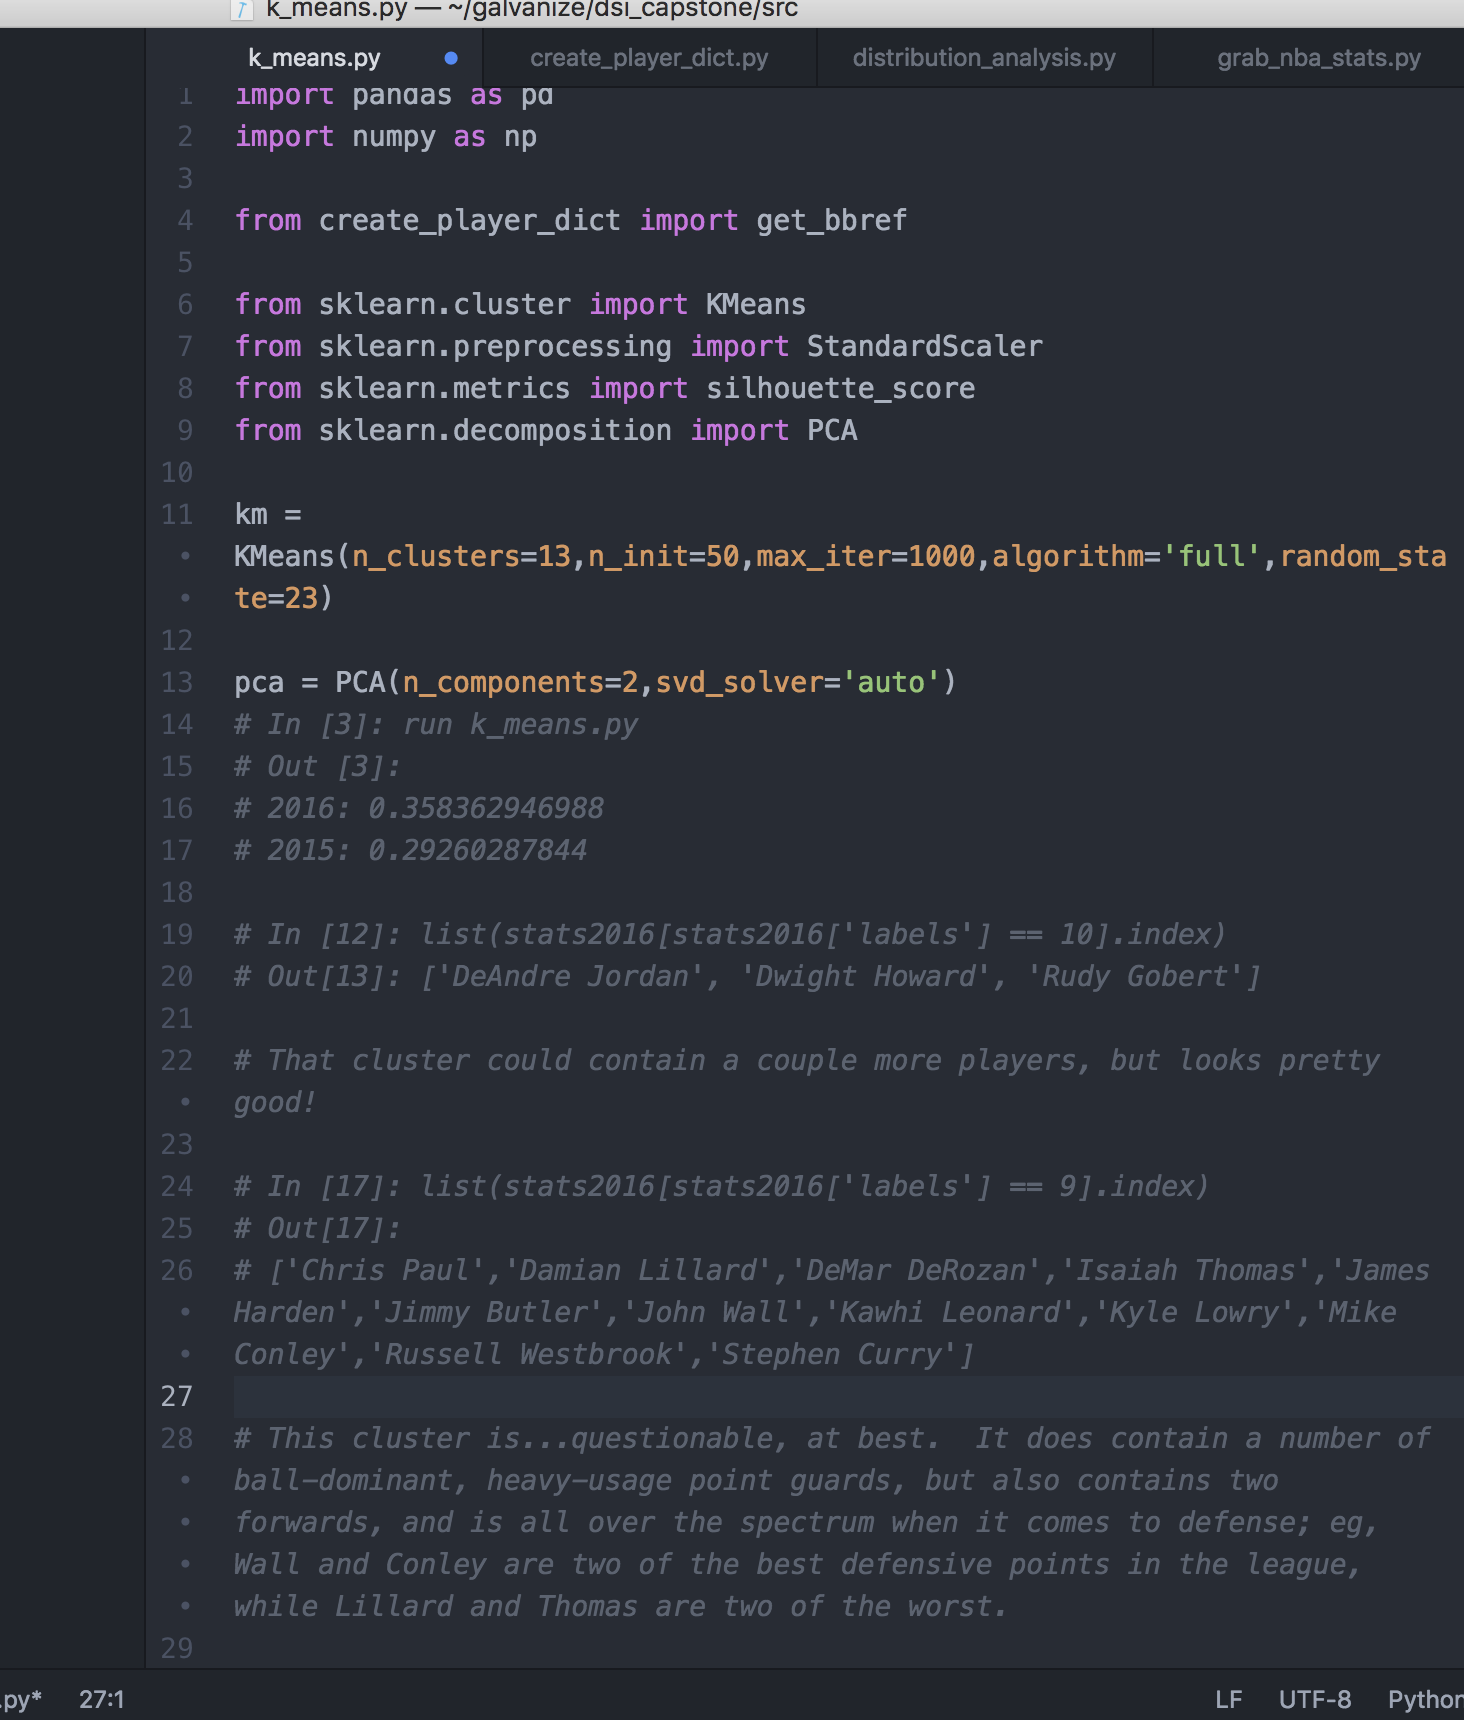 k_means.py — ~/galvanize/dsi_capstone/src
k_means.py create_player_dict.py distribution_analysis.py grab_nba_stats.py
1 import pandas as pd
2 import numpy as np
3
4 from create_player_dict import get_bbref
5
6 from sklearn.cluster import KMeans
7 from sklearn.preprocessing import StandardScaler
8 from sklearn.metrics import silhouette_score
9 from sklearn.decomposition import PCA
10
11 km =
• KMeans(n_clusters=13,n_init=50,max_iter=1000,algorithm='full',random_sta
• te=23)
12
13 pca = PCA(n_components=2,svd_solver='auto')
14 # In [3]: run k_means.py
15 # Out [3]:
16 # 2016: 0.358362946988
17 # 2015: 0.29260287844
18
19 # In [12]: list(stats2016[stats2016['labels'] == 10].index)
20 # Out[13]: ['DeAndre Jordan', 'Dwight Howard', 'Rudy Gobert']
21
22 # That cluster could contain a couple more players, but looks pretty
• good!
23
24 # In [17]: list(stats2016[stats2016['labels'] == 9].index)
25 # Out[17]:
26 # ['Chris Paul','Damian Lillard','DeMar DeRozan','Isaiah Thomas','James
• Harden','Jimmy Butler','John Wall','Kawhi Leonard','Kyle Lowry','Mike
• Conley','Russell Westbrook','Stephen Curry']
27
28 # This cluster is...questionable, at best.  It does contain a number of
• ball-dominant, heavy-usage point guards, but also contains two
• forwards, and is all over the spectrum when it comes to defense; eg,
• Wall and Conley are two of the best defensive points in the league,
• while Lillard and Thomas are two of the worst.
29
.py* 27:1 LF UTF-8 Python